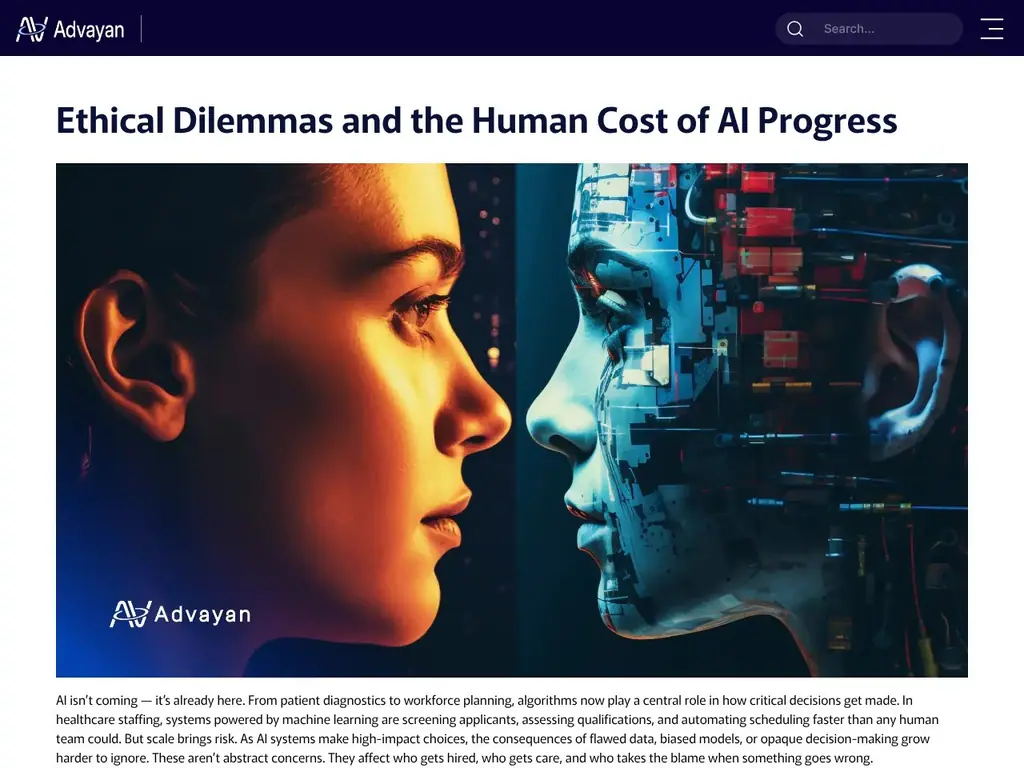 Advayan
Search...
Ethical Dilemmas and the Human Cost of AI Progress
Advayan
AI isn’t coming — it’s already here. From patient diagnostics to workforce planning, algorithms now play a central role in how critical decisions get made. In
healthcare staffing, systems powered by machine learning are screening applicants, assessing qualifications, and automating scheduling faster than any human
team could. But scale brings risk. As AI systems make high-impact choices, the consequences of flawed data, biased models, or opaque decision-making grow
harder to ignore. These aren’t abstract concerns. They affect who gets hired, who gets care, and who takes the blame when something goes wrong.